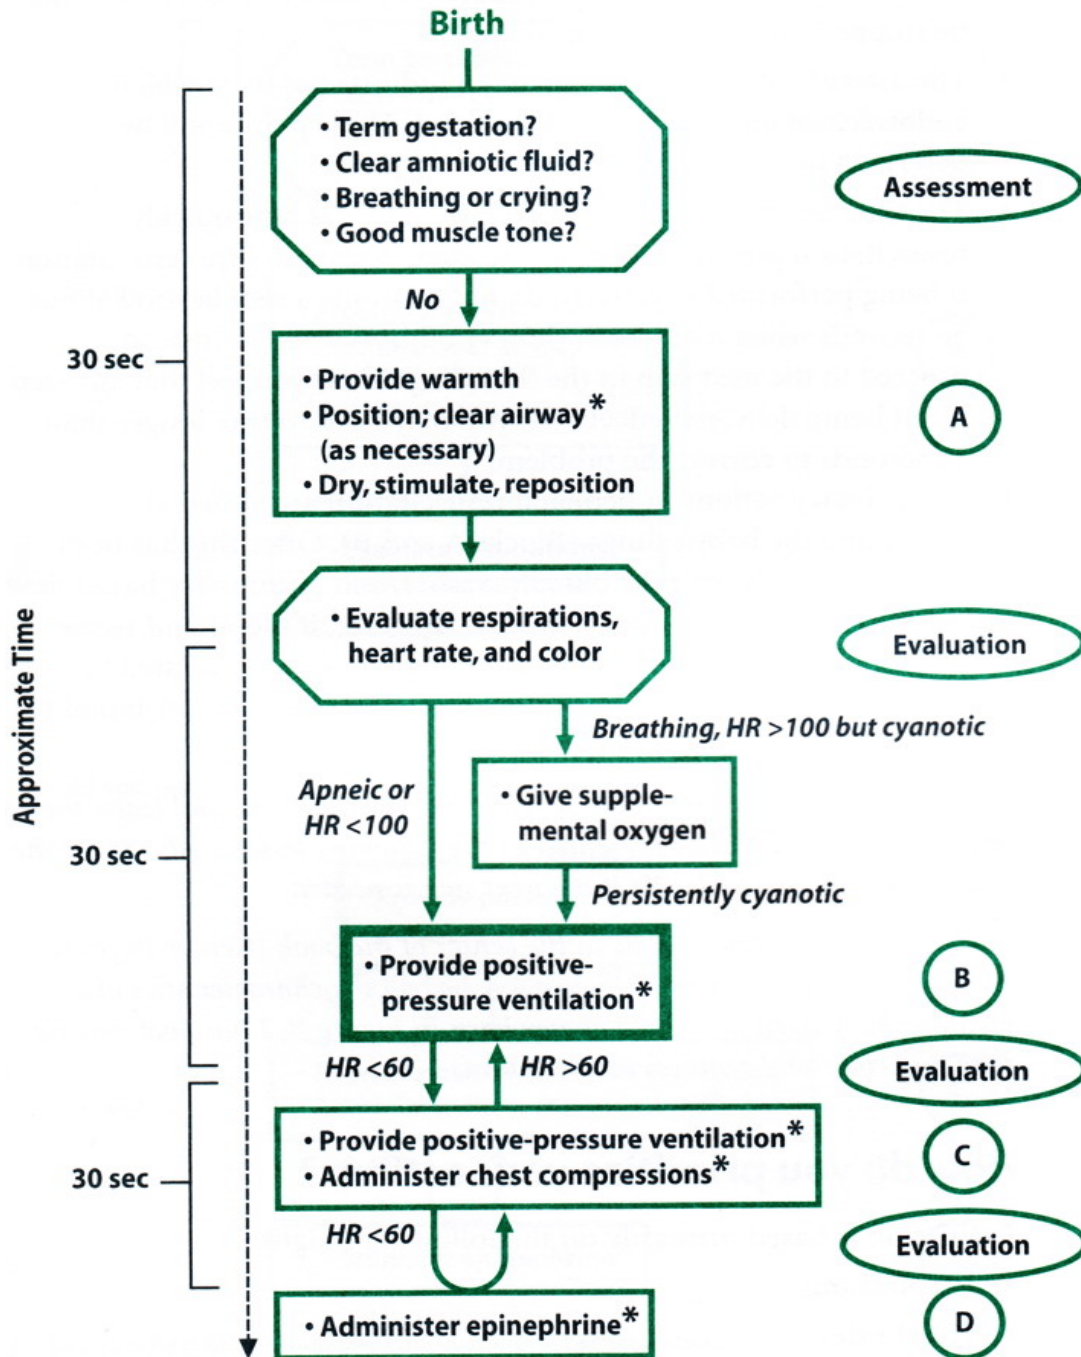 Birth
• Term gestation?
• Clear amniotic fluid?
• Breathing or crying?
• Good muscle tone?
Assessment
No
30 sec
• Provide warmth
• Position; clear airway*
(as necessary)
• Dry, stimulate, reposition
A
• Evaluate respirations,
heart rate, and color
Evaluation
Approximate Time
Breathing, HR >100 but cyanotic
Apneic or
HR <100
• Give supple-
mental oxygen
30 sec
Persistently cyanotic
• Provide positive-
pressure ventilation*
B
HR <60
HR >60
Evaluation
• Provide positive-pressure ventilation*
• Administer chest compressions*
C
30 sec
HR <60
Evaluation
• Administer epinephrine*
D